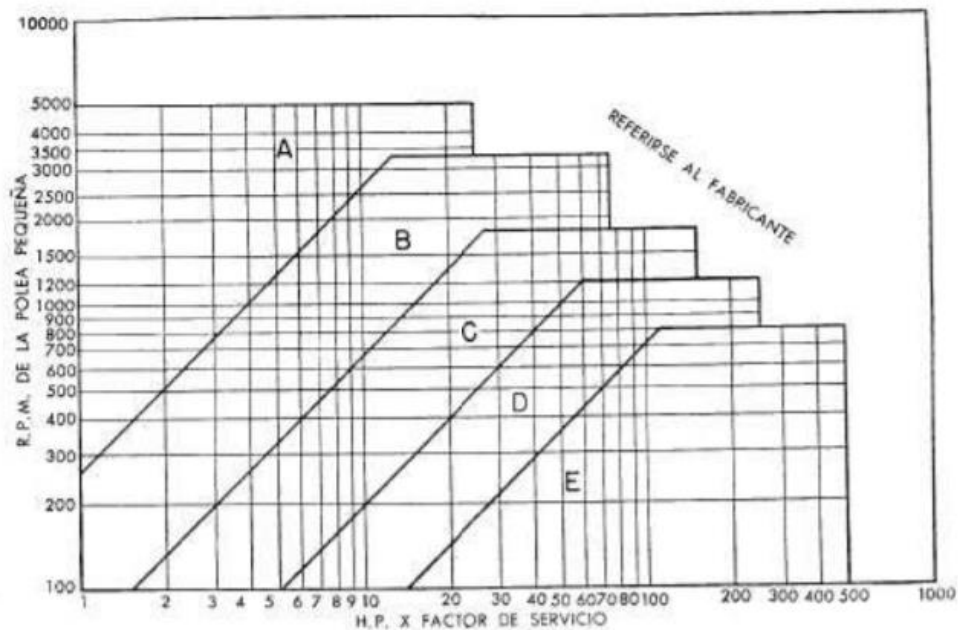 10000
5000
4000
3500
3000
2500
2000
1500
1200
1000
900
800
700
600
500
400
300
200
100
R.P.M. DE LA POLEA PEQUEÑA
A
B
C
D
E
REFERIRSE AL FABRICANTE
1 2 3 4 5 6 7 8 9 10 20 30 40 50 60 70 80 100 200 300 400 500 1000
H.P. X FACTOR DE SERVICIO